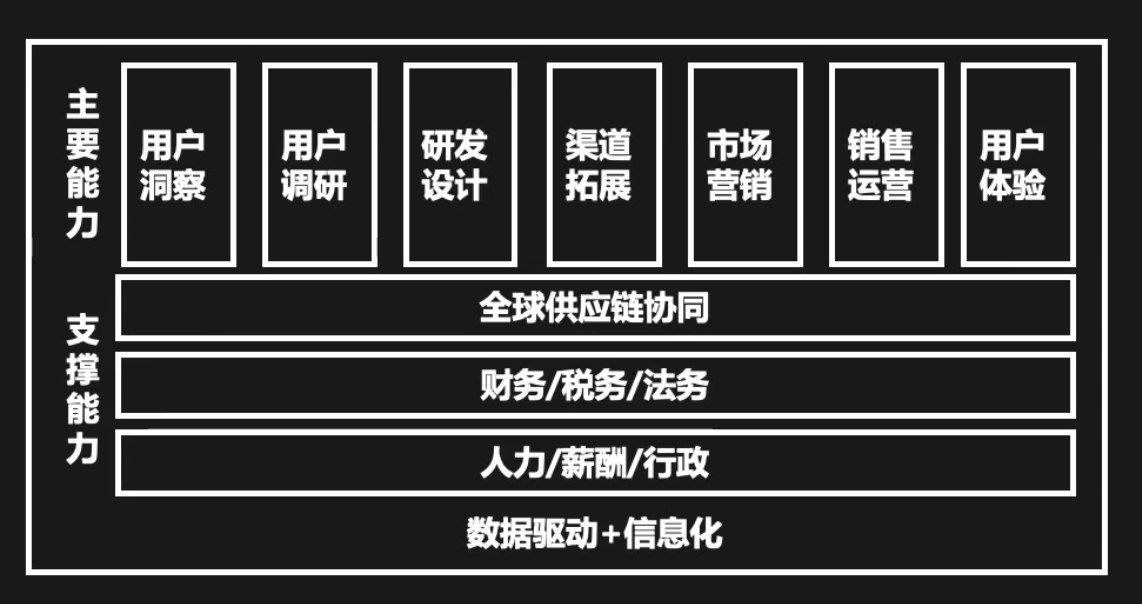 主要能力
用户
洞察
用户
调研
研发
设计
渠道
拓展
市场
营销
销售
运营
用户
体验
支撑能力
全球供应链协同
财务/税务/法务
人力/薪酬/行政
数据驱动+信息化